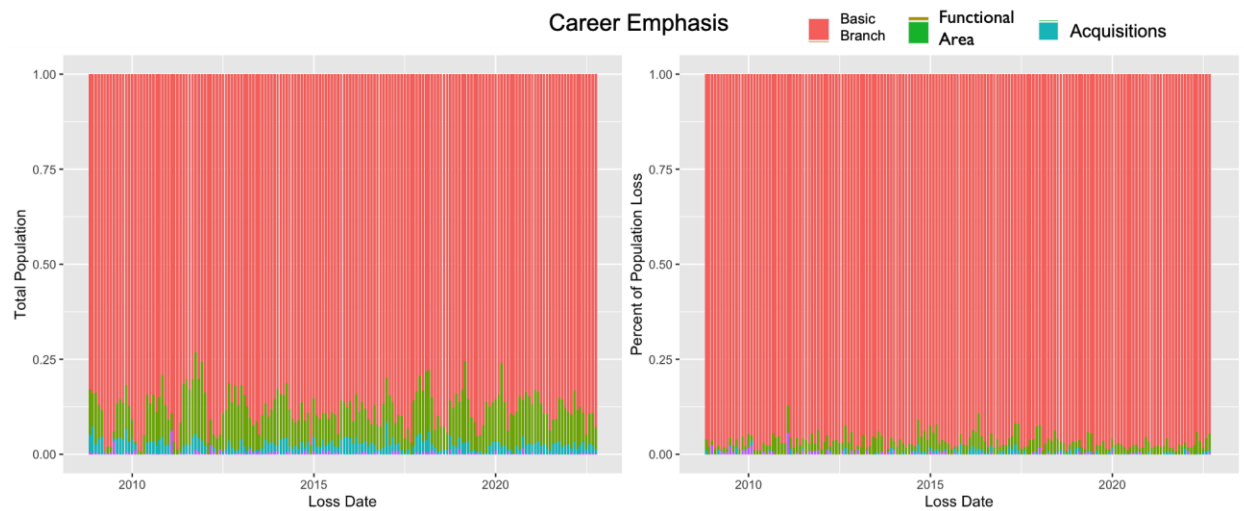 Career Emphasis
Basic
Branch
Functional
Area
Acquisitions
1.00
0.75
0.50
0.25
0.00
Total Population
2010
2015
2020
Loss Date
1.00
0.75
0.50
0.25
0.00
Percent of Population Loss
2010
2015
2020
Loss Date